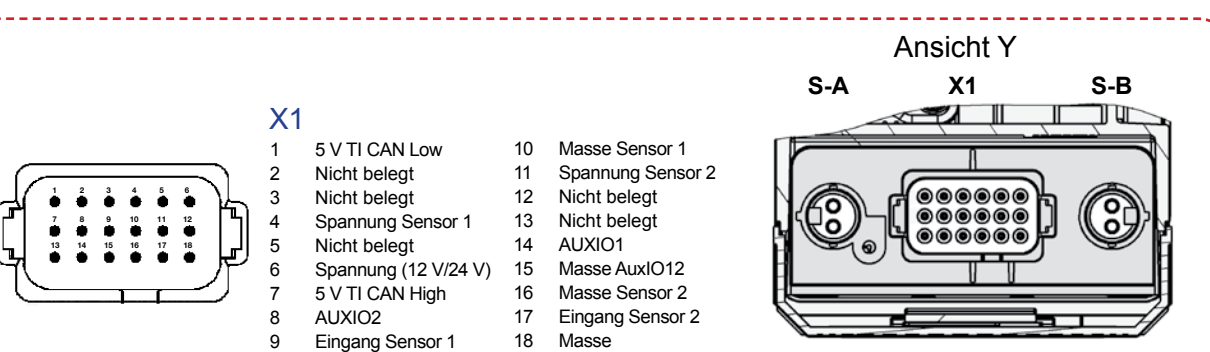 Ansicht Y
S-A X1 S-B
X1
1 5 V TI CAN Low
2 Nicht belegt
3 Nicht belegt
4 Spannung Sensor 1
5 Nicht belegt
6 Spannung (12 V/24 V)
7 5 V TI CAN High
8 AUXIO2
9 Eingang Sensor 1
10 Masse Sensor 1
11 Spannung Sensor 2
12 Nicht belegt
13 Nicht belegt
14 AUXIO1
15 Masse AuxIO12
16 Masse Sensor 2
17 Eingang Sensor 2
18 Masse
1 2 3 4 5 6
7 8 9 10 11 12
13 14 15 16 17 18